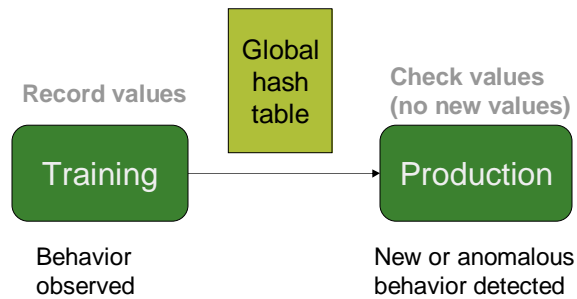 Global
hash
table
Record values
Check values
(no new values)
Training
Production
Behavior
observed
New or anomalous
behavior detected